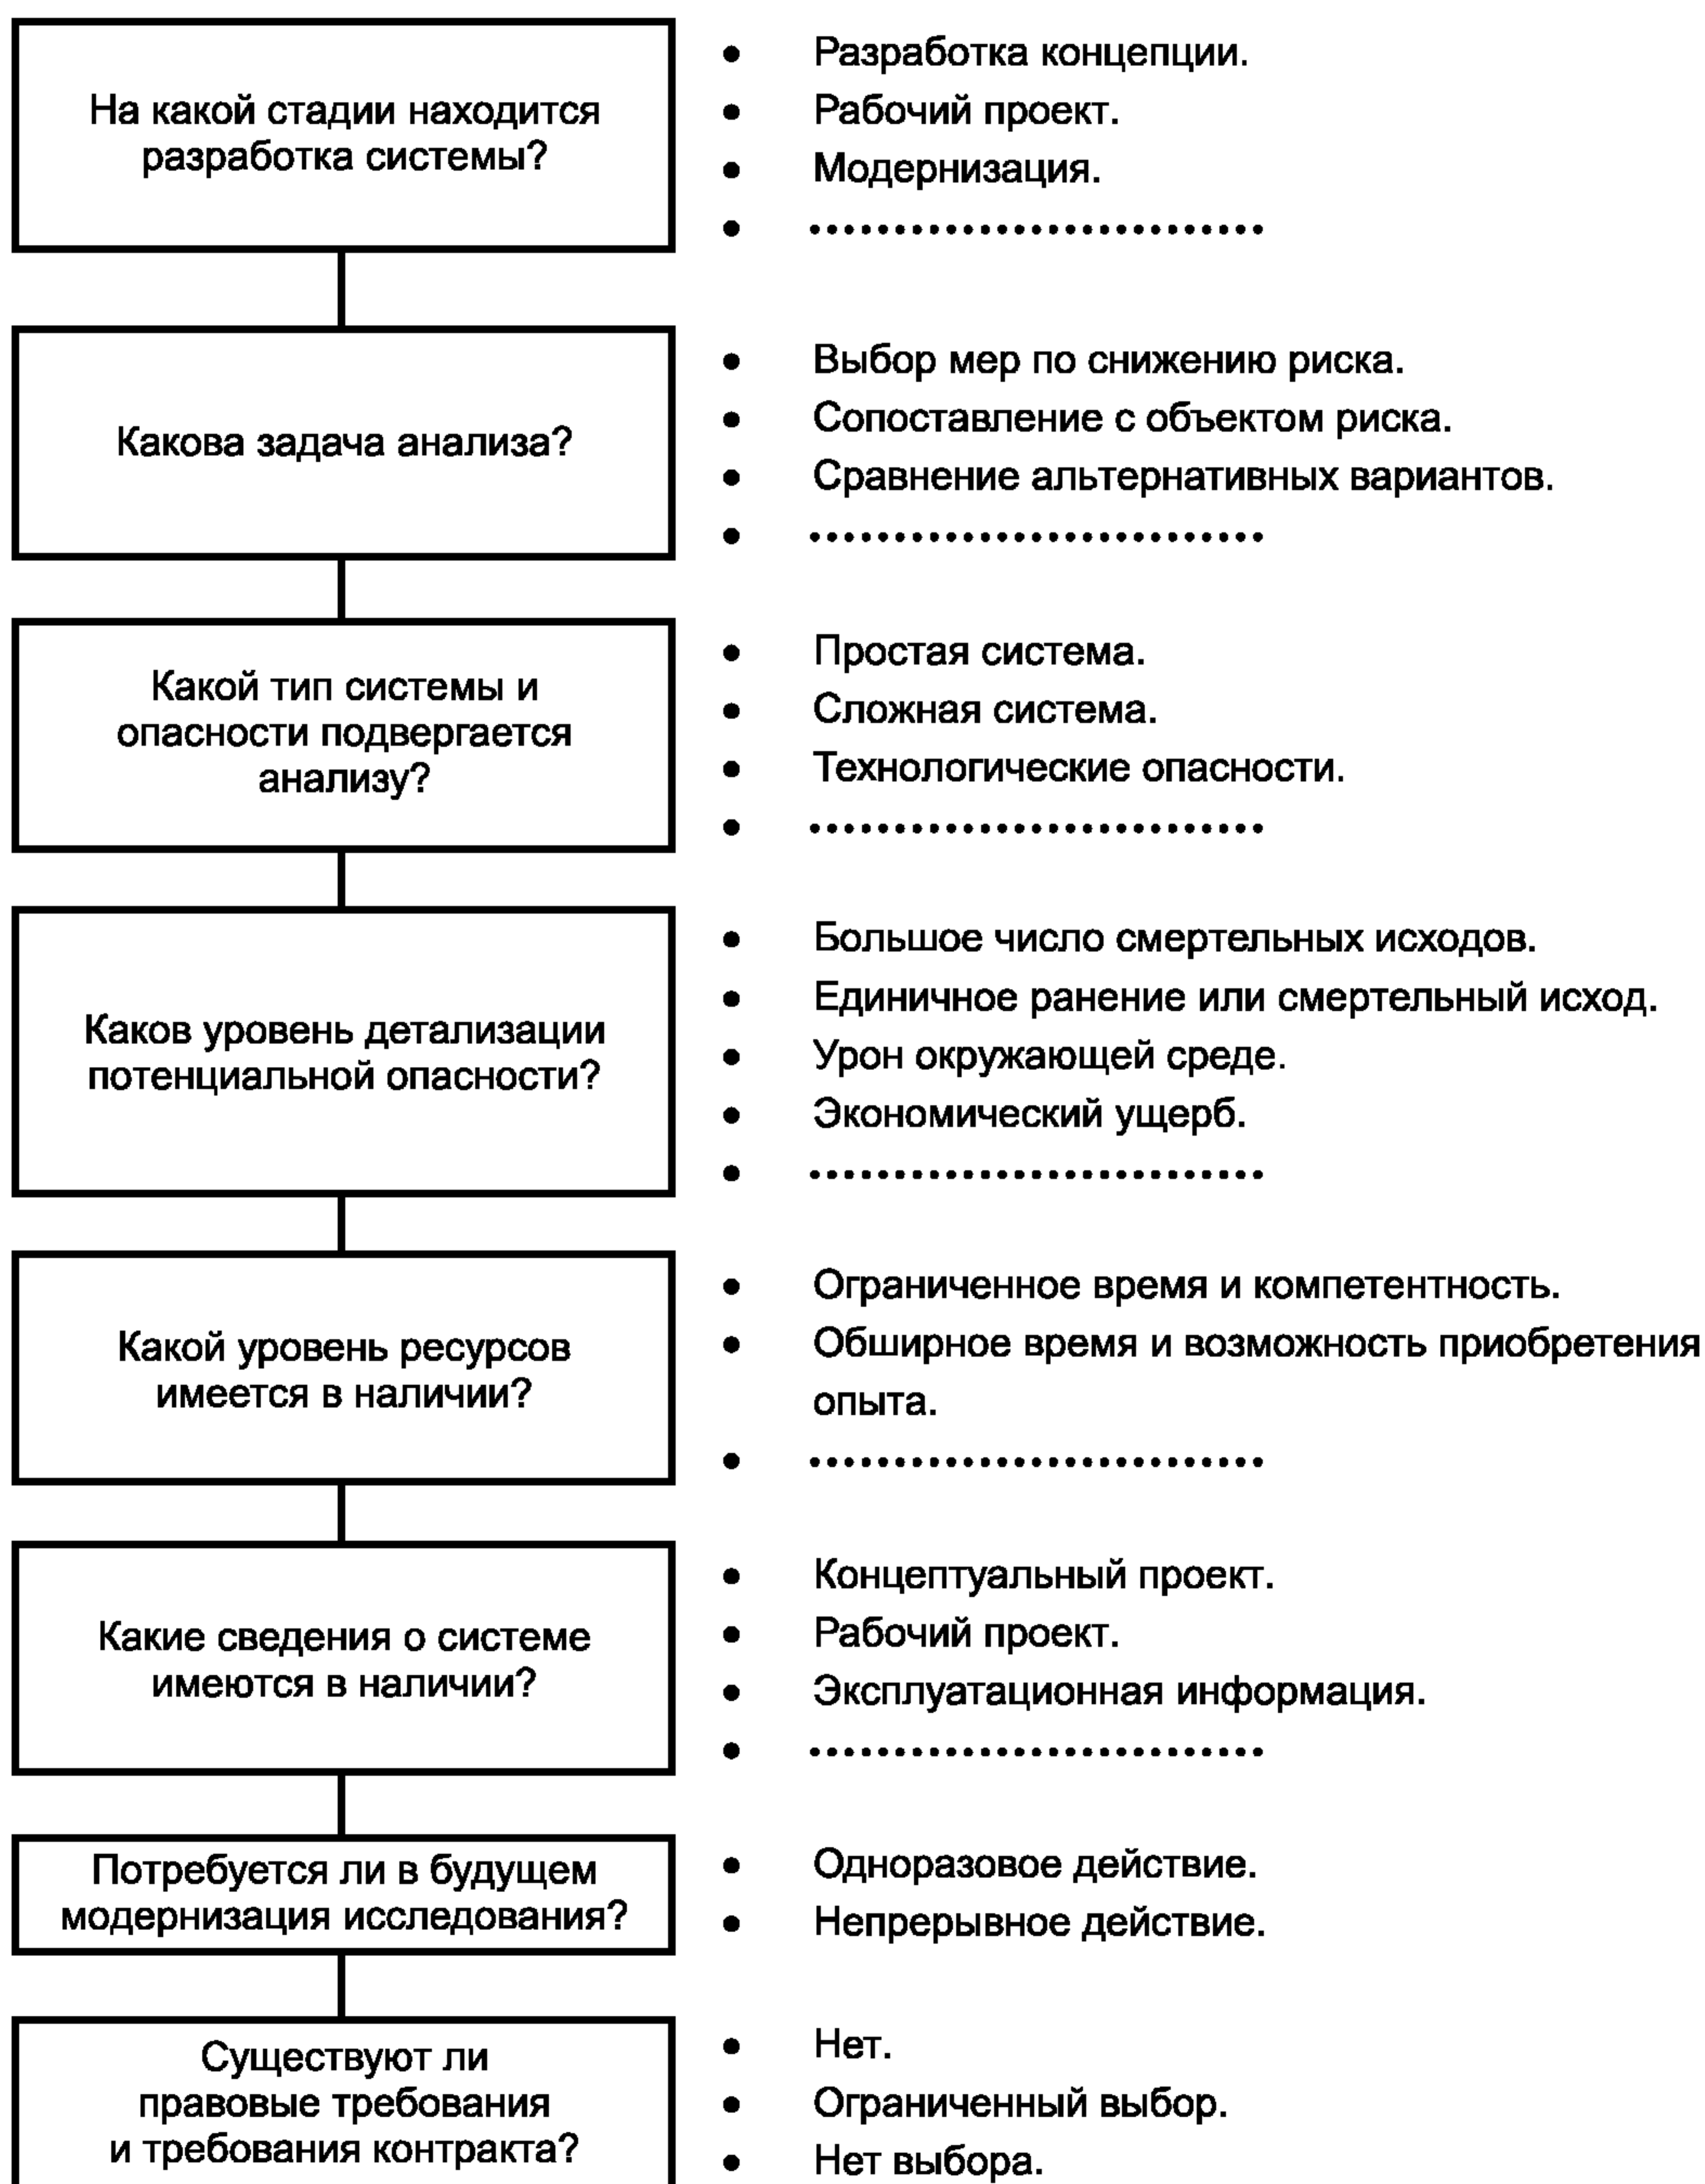 На какой стадии находится
разработка системы?
• Разработка концепции.
• Рабочий проект.
• Модернизация.
• ...........................
Какова задача анализа?
• Выбор мер по снижению риска.
• Сопоставление с объектом риска.
• Сравнение альтернативных вариантов.
• ...........................
Какой тип системы и
опасности подвергается
анализу?
• Простая система.
• Сложная система.
• Технологические опасности.
• ...........................
Каков уровень детализации
потенциальной опасности?
• Большое число смертельных исходов.
• Единичное ранение или смертельный исход.
• Урон окружающей среде.
• Экономический ущерб.
• ...........................
Какой уровень ресурсов
имеется в наличии?
• Ограниченное время и компетентность.
• Обширное время и возможность приобретения
опыта.
• ...........................
Какие сведения о системе
имеются в наличии?
• Концептуальный проект.
• Рабочий проект.
• Эксплуатационная информация.
• ...........................
Потребуется ли в будущем
модернизация исследования?
• Одноразовое действие.
• Непрерывное действие.
Существуют ли
правовые требования
и требования контракта?
• Нет.
• Ограниченный выбор.
• Нет выбора.